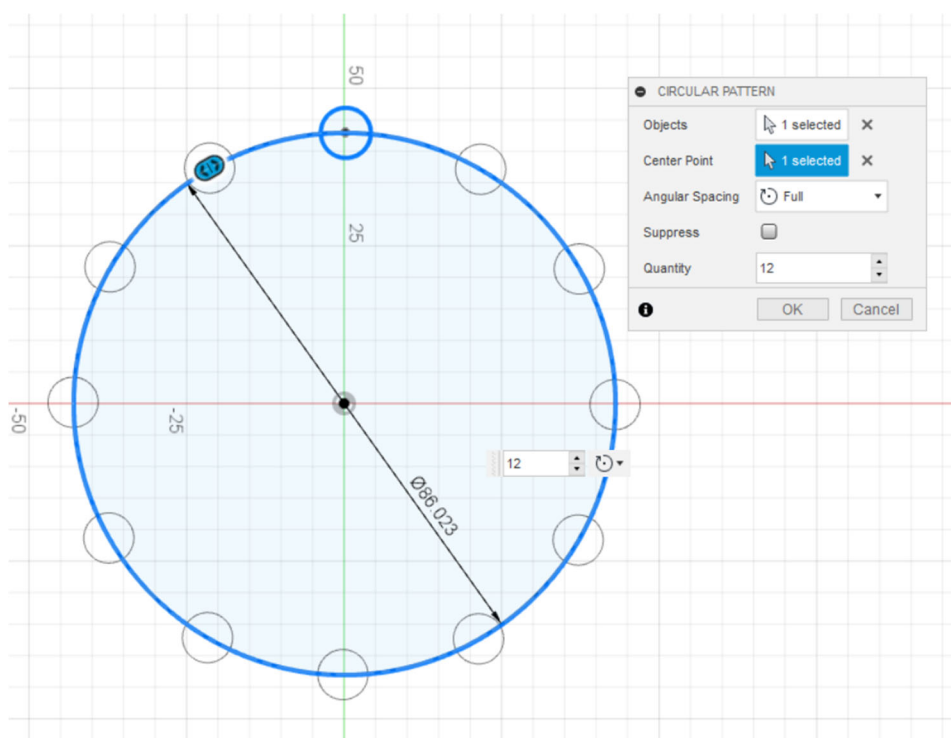 50
CIRCULAR PATTERN
Objects 1 selected
Center Point 1 selected
Angular Spacing Full
25
Suppress
Quantity 12
OK Cancel
-50
-25
12
Ø86.023